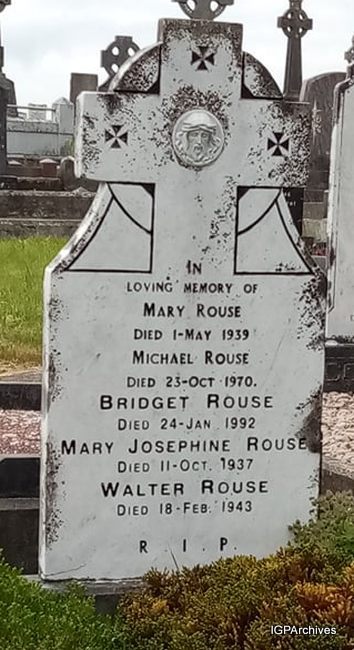 IN
LOVING MEMORY OF
MARY ROUSE
DIED 1-MAY 1939
MICHAEL ROUSE
DIED 23-OCT 1970.
BRIDGET ROUSE
DIED 24-JAN. 1992
MARY JOSEPHINE ROUSE
DIED 11-OCT. 1937
WALTER ROUSE
DIED 18-FEB. 1943
R. I. P.
IGPArchives